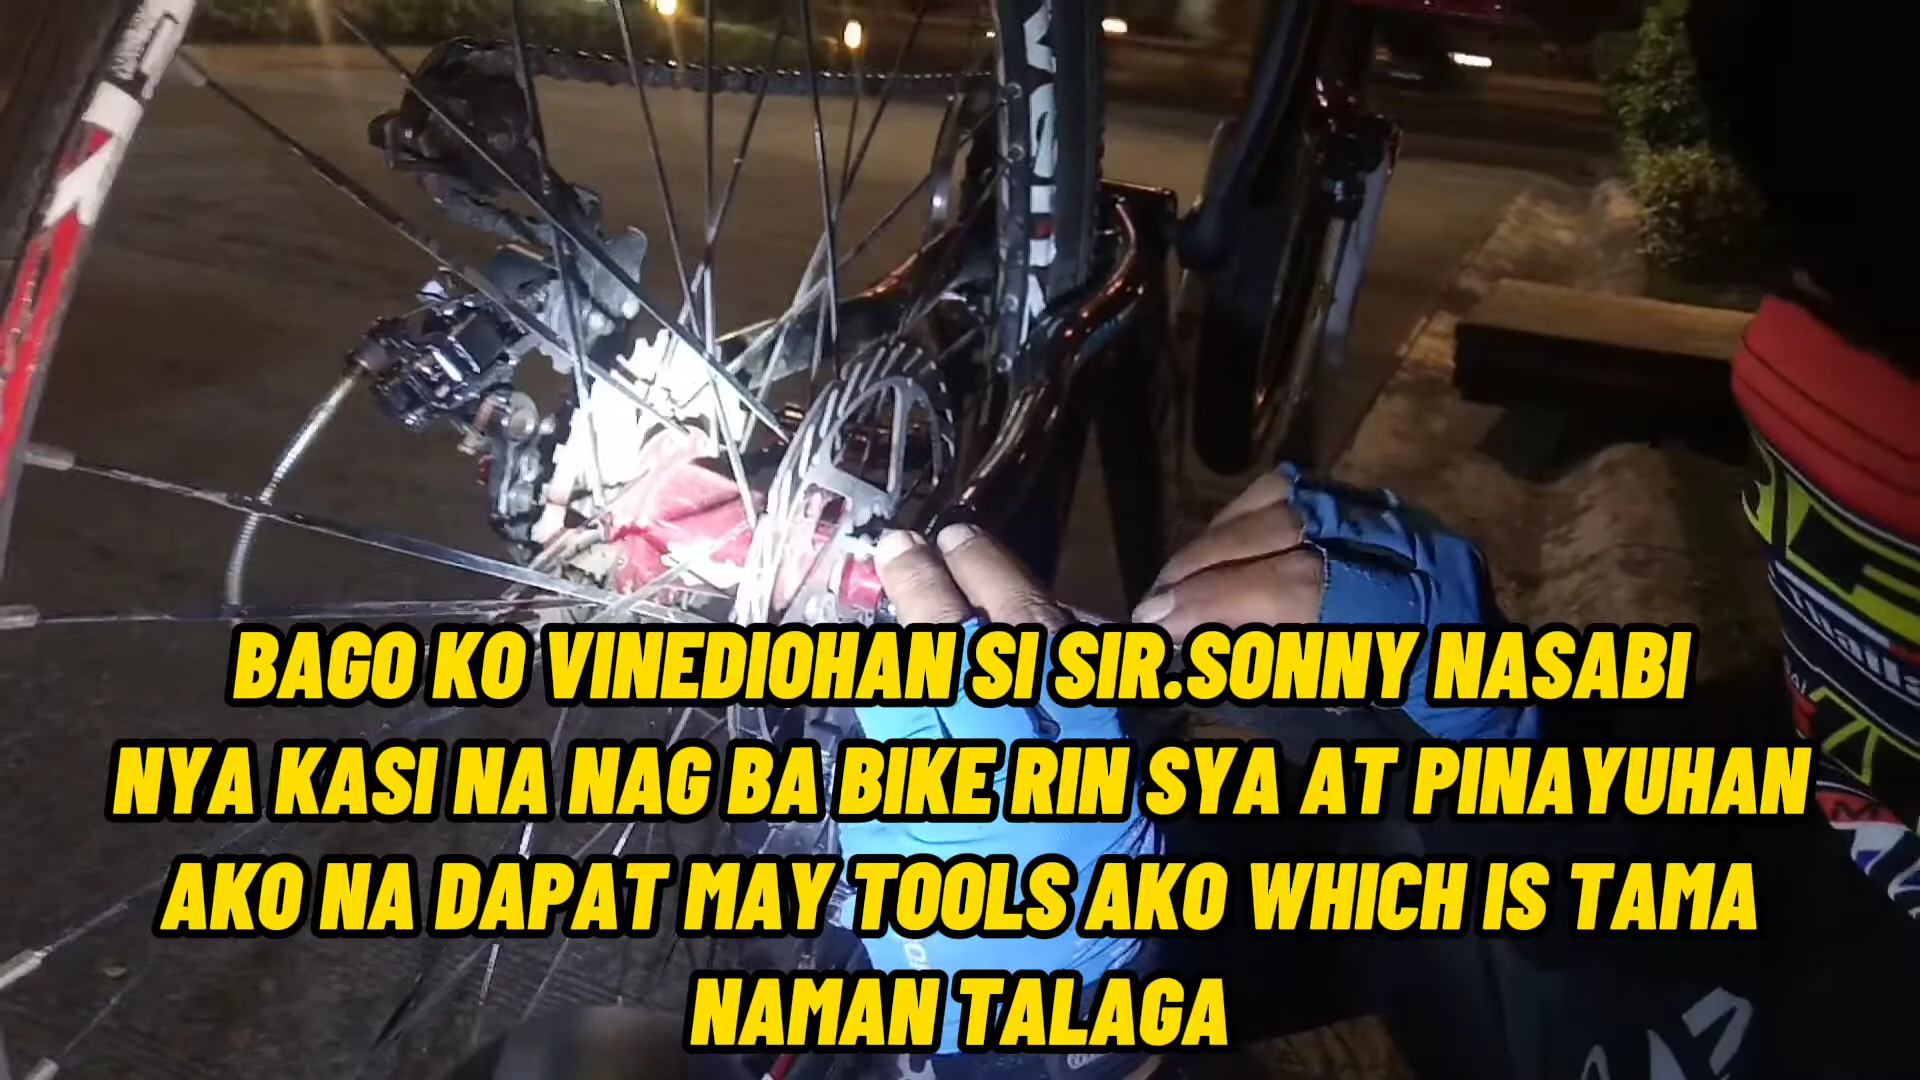 BAGO KO VINEDIOHAN SI SIR.SONNY NASABI
NYA KASI NA NAG BA BIKE RIN SYA AT PINAYUHAN
AKO NA DAPAT MAY TOOLS AKO WHICH IS TAMA
NAMAN TALAGA